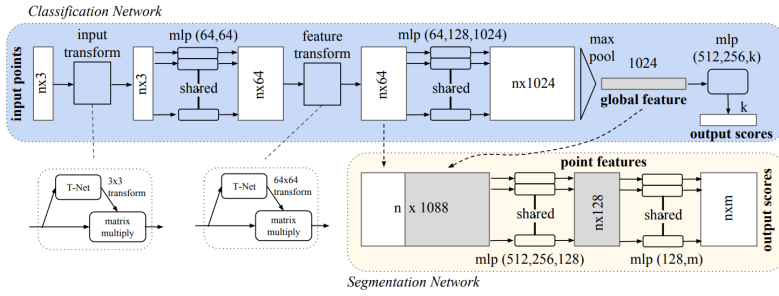 Classification Network
input points
nx3
input
transform
nx3
mlp (64,64)
shared
nx64
feature
transform
nx64
mlp (64,128,1024)
shared
nx1024
max
pool
1024
global feature
mlp
(512,256,k)
k
output scores
T-Net
3x3
transform
matrix
multiply
T-Net
64x64
transform
matrix
multiply
point features
n x 1088
shared
mlp (512,256,128)
nx128
shared
mlp (128,m)
nxm
output scores
Segmentation Network